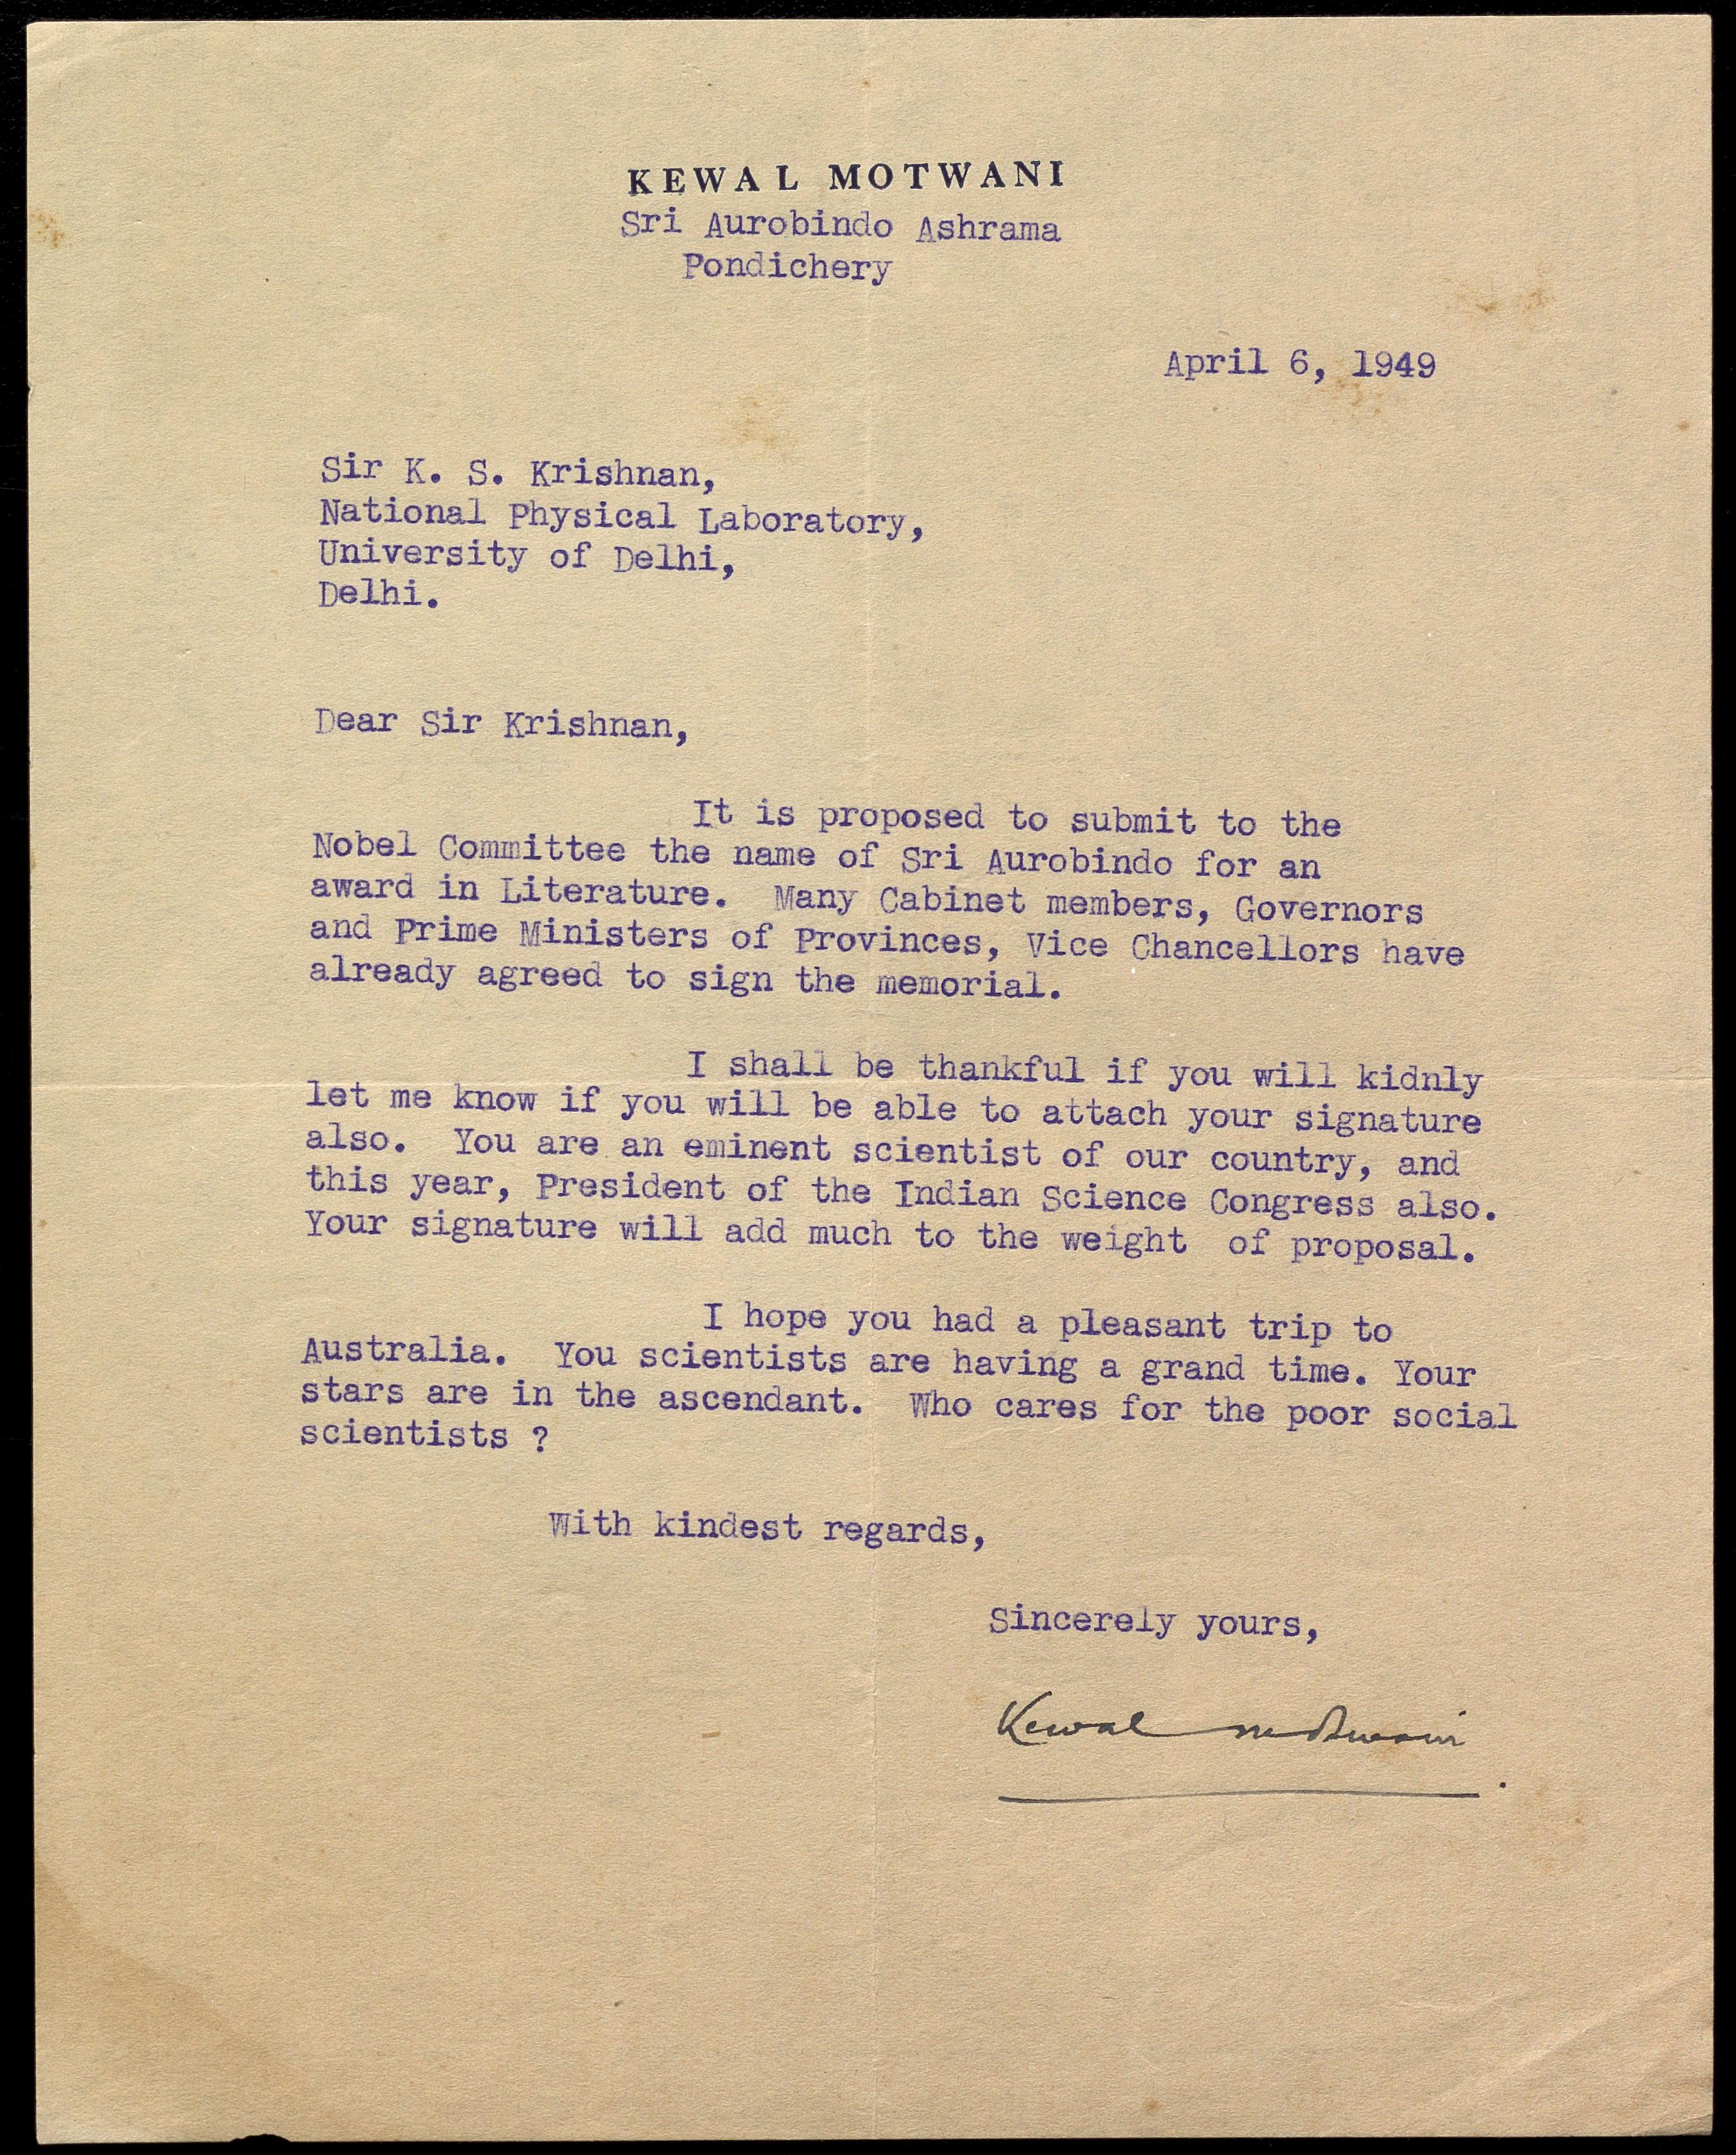 KEWAL MOTWANI
Sri Aurobindo Ashrama
Pondichery
April 6, 1949
Sir K. S. Krishnan,
National Physical Laboratory,
University of Delhi,
Delhi.
Dear Sir Krishnan,
It is proposed to submit to the
Nobel Committee the name of Sri Aurobindo for an
award in Literature. Many Cabinet members, Governors
and Prime Ministers of Provinces, Vice Chancellors have
already agreed to sign the memorial.
I shall be thankful if you will kidnly
let me know if you will be able to attach your signature
also. You are an eminent scientist of our country, and
this year, President of the Indian Science Congress also.
Your signature will add much to the weight of proposal.
I hope you had a pleasant trip to
Australia. You scientists are having a grand time. Your
stars are in the ascendant. Who cares for the poor social
scientists ?
With kindest regards,
Sincerely yours,
Kewal Motwani